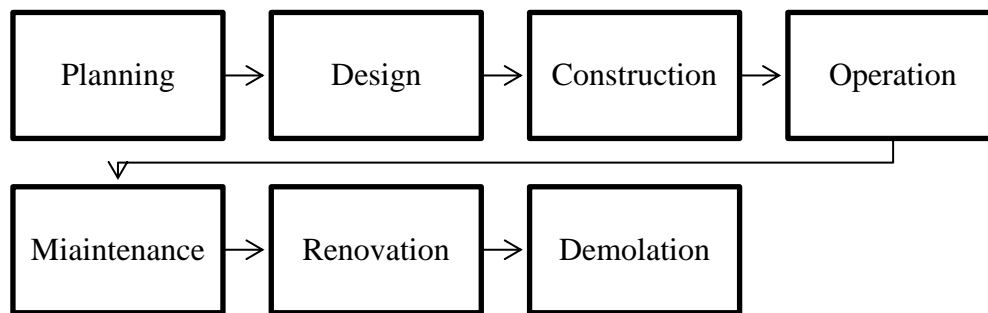 Planning
Design
Construction
Operation
Miaintenance
Renovation
Demolation